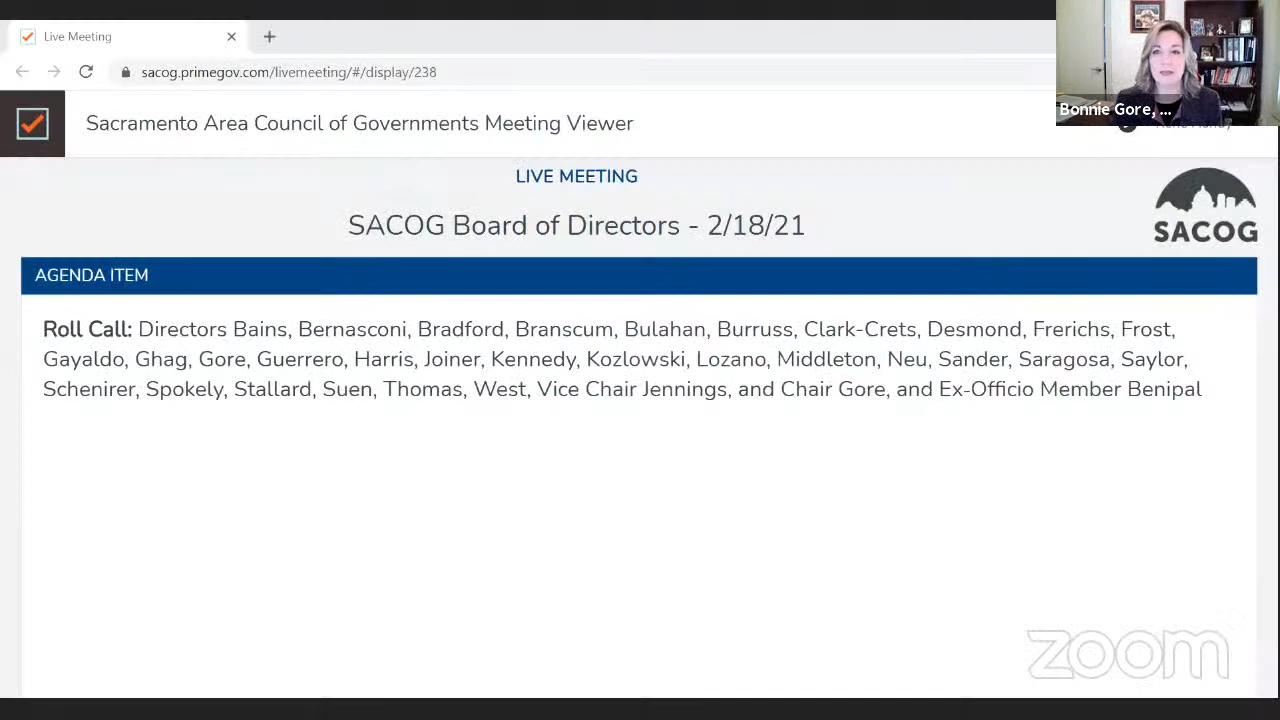 Live Meeting
sacog.primegov.com/livemeeting/#/display/238
Bonnie Gore, ...
Sacramento Area Council of Governments Meeting Viewer
LIVE MEETING
SACOG Board of Directors - 2/18/21
SACOG
AGENDA ITEM
Roll Call: Directors Bains, Bernasconi, Bradford, Branscum, Bulahan, Burruss, Clark-Crets, Desmond, Frerichs, Frost,
Gayaldo, Ghag, Gore, Guerrero, Harris, Joiner, Kennedy, Kozlowski, Lozano, Middleton, Neu, Sander, Saragosa, Saylor,
Schenirer, Spokely, Stallard, Suen, Thomas, West, Vice Chair Jennings, and Chair Gore, and Ex-Officio Member Benipal
zoom